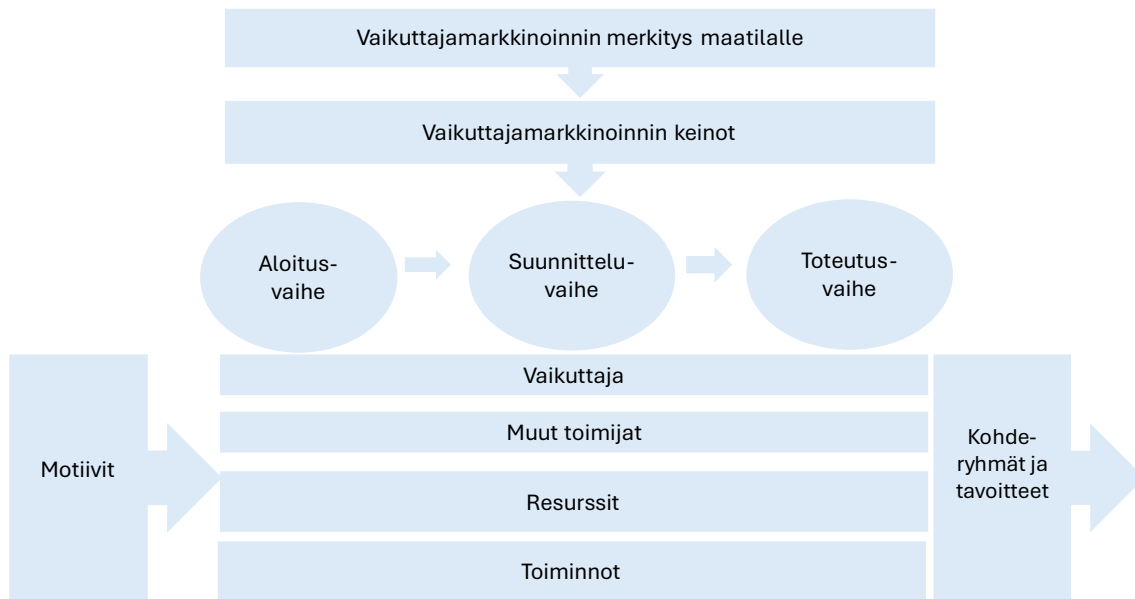 Vaikuttajamarkkinoinnin merkitys maatilalle
Vaikuttajamarkkinoinnin keinot
Aloitus-
vaihe
Suunnittelu-
vaihe
Toteutus-
vaihe
Motiivit
Vaikuttaja
Muut toimijat
Resurssit
Toiminnot
Kohde-
ryhmät ja
tavoitteet